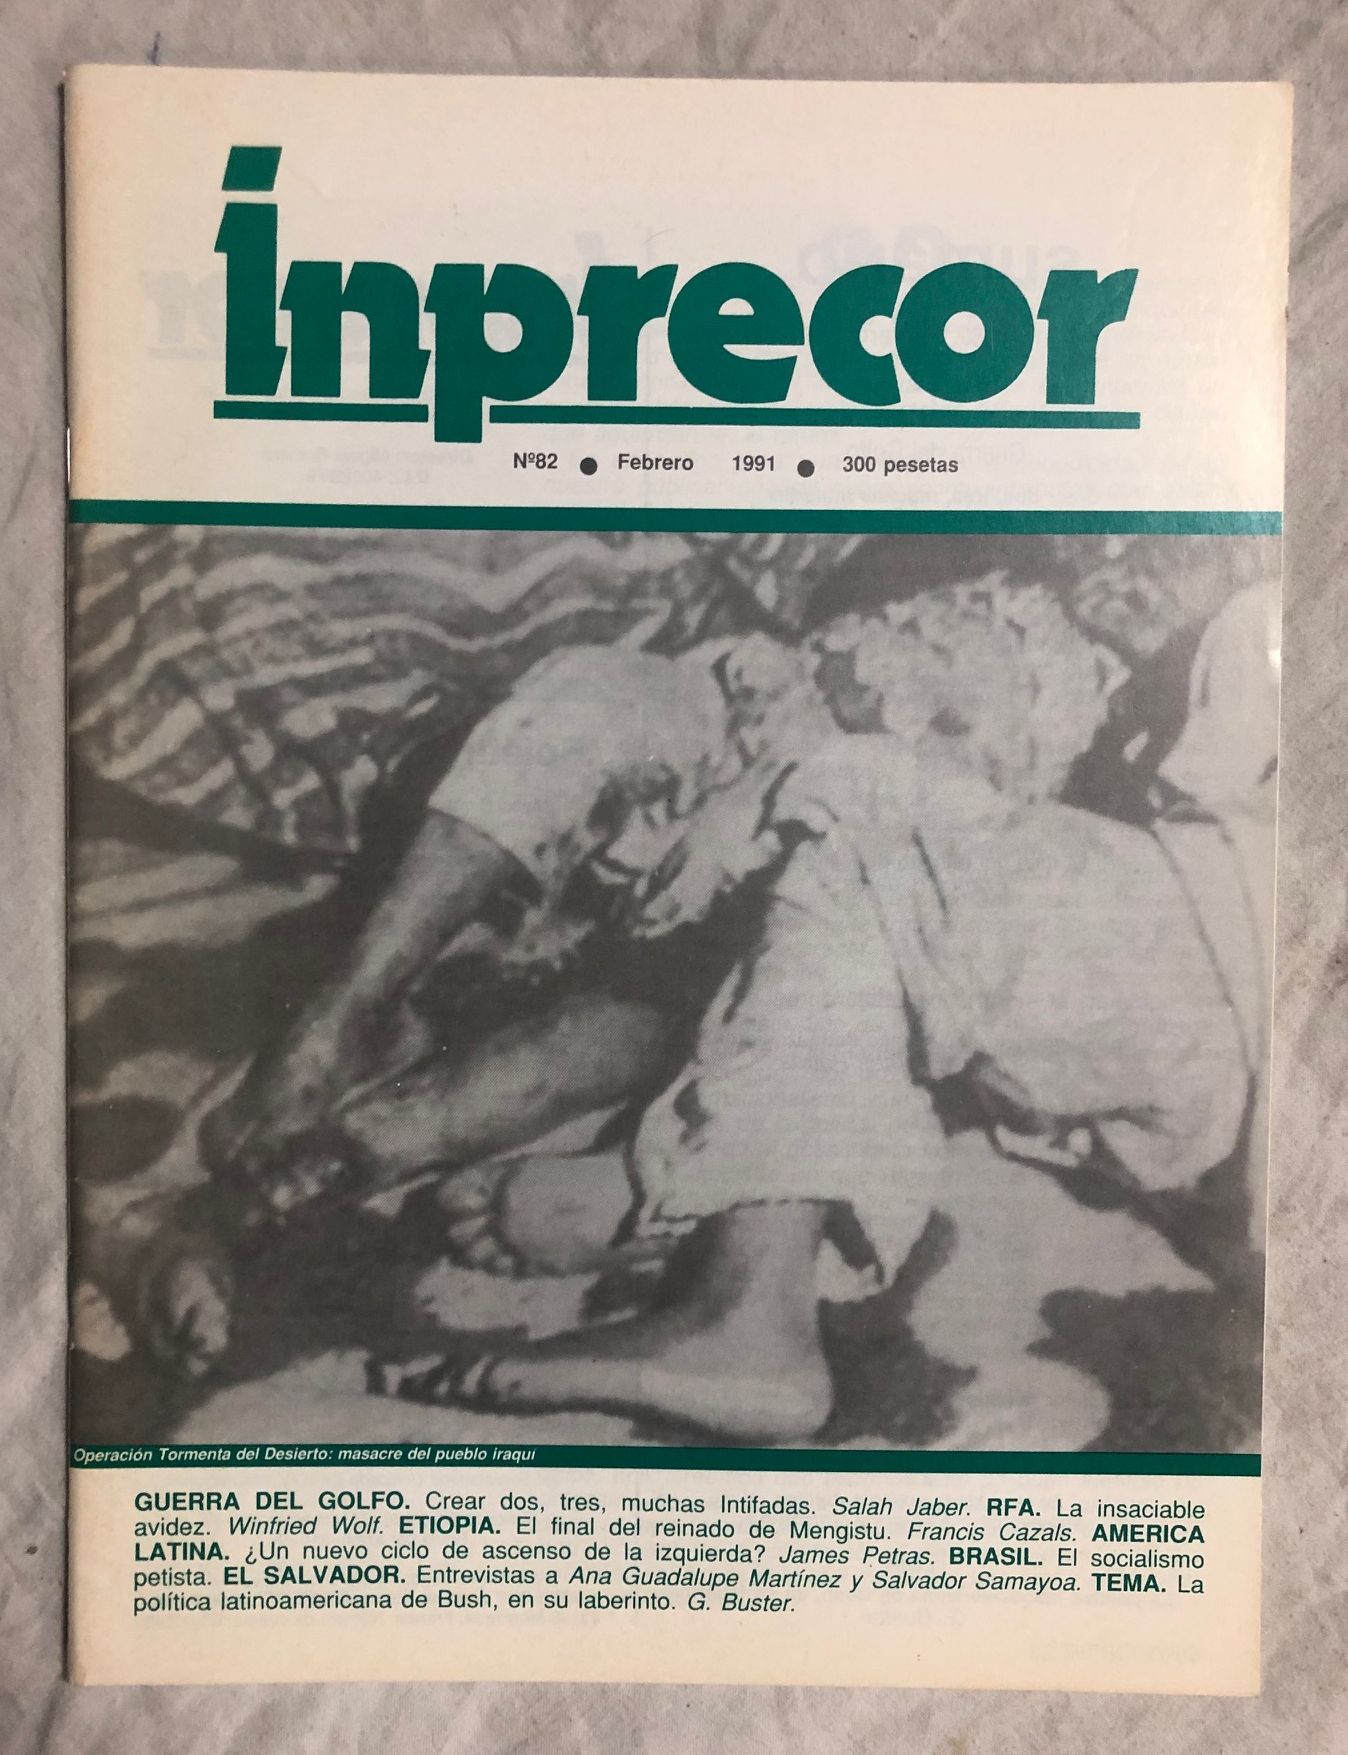 inprecor
Nº82 ● Febrero 1991 ● 300 pesetas
Operación Tormenta del Desierto: masacre del pueblo iraquí
GUERRA DEL GOLFO. Crear dos, tres, muchas Intifadas. Salah Jaber. RFA. La insaciable
avidez. Winfried Wolf. ETIOPIA. El final del reinado de Mengistu. Francis Cazals. AMERICA
LATINA. ¿Un nuevo ciclo de ascenso de la izquierda? James Petras. BRASIL. El socialismo
petista. EL SALVADOR. Entrevistas a Ana Guadalupe Martínez y Salvador Samayoa. TEMA. La
política latinoamericana de Bush, en su laberinto. G. Buster.